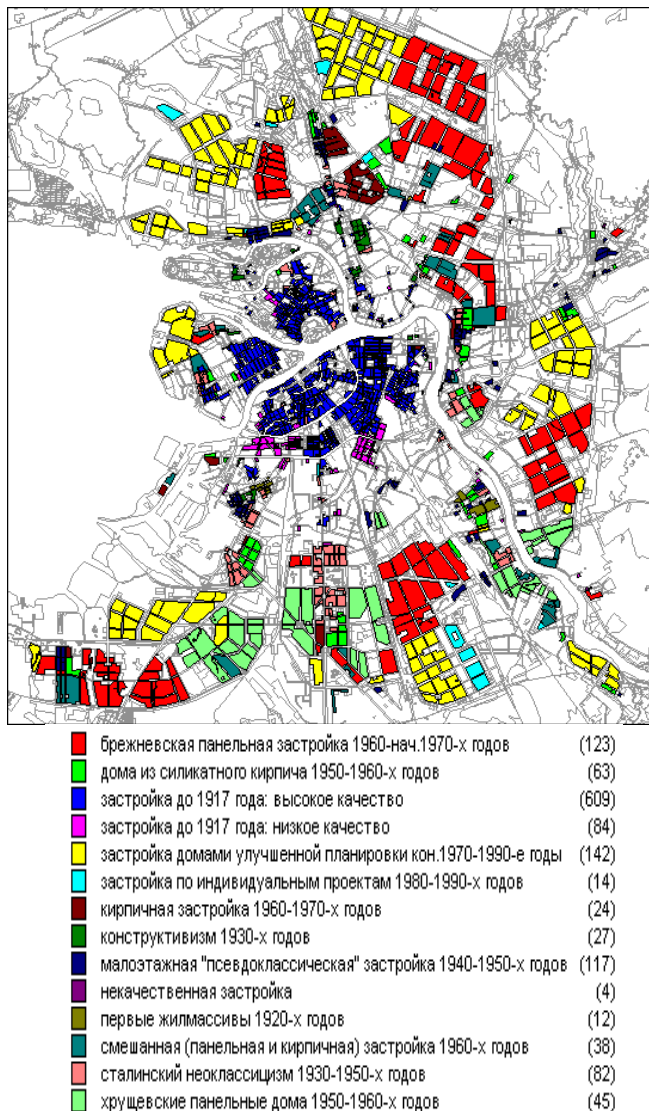 брежневская панельная застройка 1960-нач.1970-х годов (123)
дома из силикатного кирпича 1950-1960-х годов (63)
застройка до 1917 года: высокое качество (609)
застройка до 1917 года: низкое качество (84)
застройка домами улучшенной планировки кон.1970-1990-е годы (142)
застройка по индивидуальным проектам 1980-1990-х годов (14)
кирпичная застройка 1960-1970-х годов (24)
конструктивизм 1930-х годов (27)
малоэтажная "псевдоклассическая" застройка 1940-1950-х годов (117)
некачественная застройка (4)
первые жилмассивы 1920-х годов (12)
смешанная (панельная и кирпичная) застройка 1960-х годов (38)
сталинский неоклассицизм 1930-1950-х годов (82)
хрущевские панельные дома 1950-1960-х годов (45)